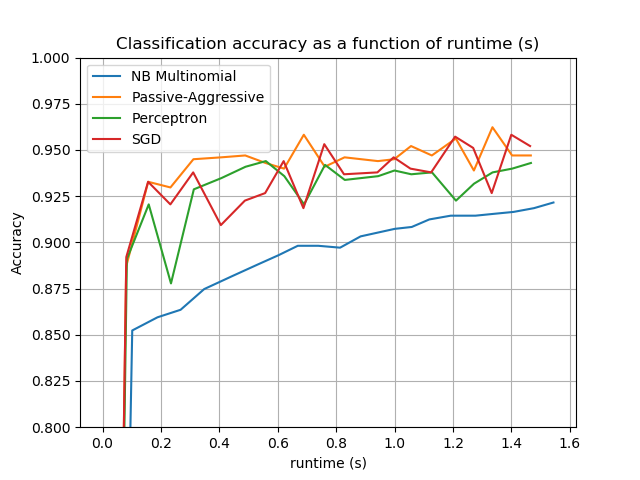 Classification accuracy as a function of runtime (s)
NB Multinomial
Passive-Aggressive
Perceptron
SGD
Accuracy
1.000
0.975
0.950
0.925
0.900
0.875
0.850
0.825
0.800
0.0 0.2 0.4 0.6 0.8 1.0 1.2 1.4 1.6
runtime (s)